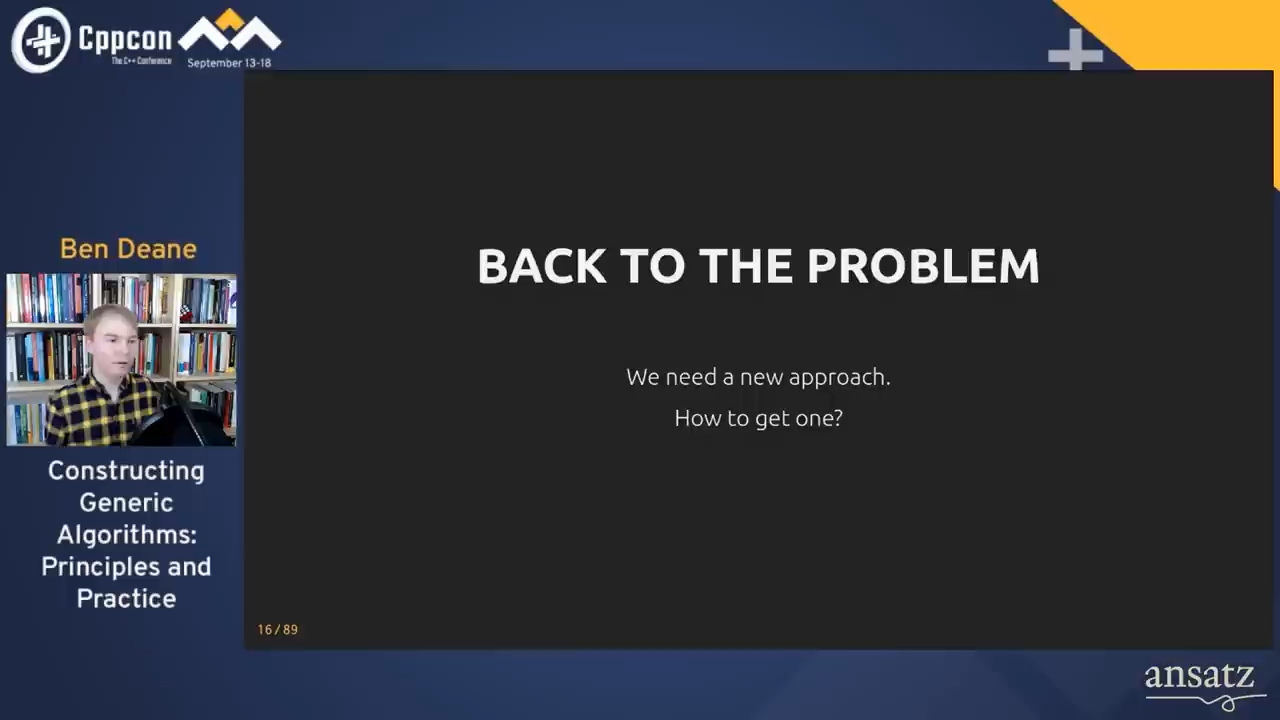 Cppcon
The C++ Conference
September 13-18
Ben Deane
Constructing
Generic
Algorithms:
Principles and
Practice
BACK TO THE PROBLEM
We need a new approach.
How to get one?
16 / 89
ansatz